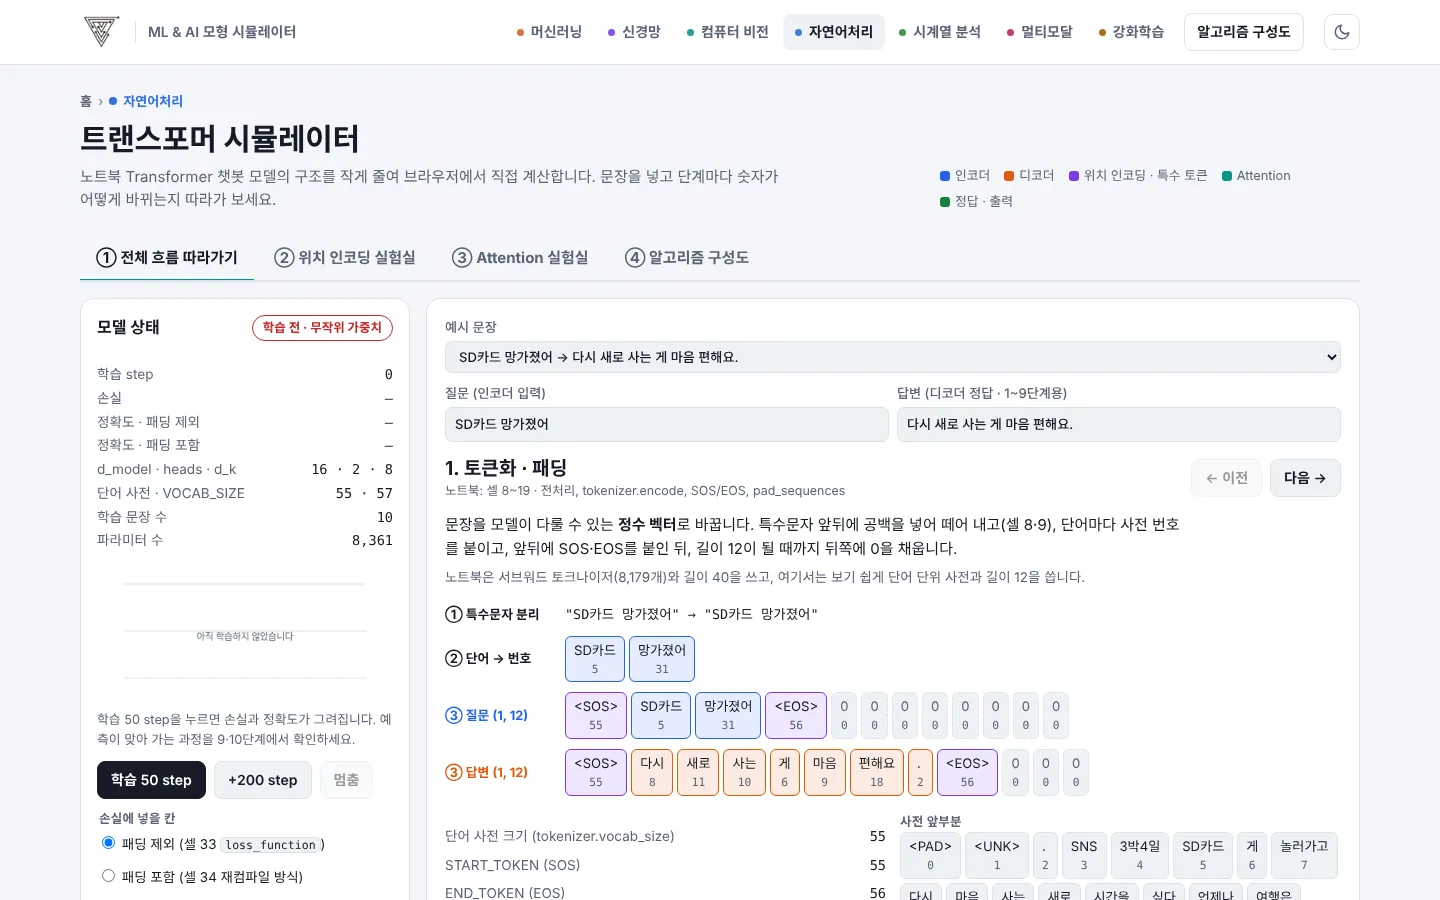 ML & AI 모형 시뮬레이터
머신러닝
신경망
컴퓨터 비전
자연어처리
시계열 분석
멀티모달
강화학습
알고리즘 구성도
홈 › 자연어처리
트랜스포머 시뮬레이터
노트북 Transformer 챗봇 모델의 구조를 작게 줄여 브라우저에서 직접 계산합니다. 문장을 넣고 단계마다 숫자가
어떻게 바뀌는지 따라가 보세요.
인코더 디코더 위치 인코딩 · 특수 토큰 Attention
정답 · 출력
① 전체 흐름 따라가기
② 위치 인코딩 실험실
③ Attention 실험실
④ 알고리즘 구성도
모델 상태
학습 전 · 무작위 가중치
학습 step 0
손실 –
정확도 · 패딩 제외 –
정확도 · 패딩 포함 –
d_model · heads · d_k 16 · 2 · 8
단어 사전 · VOCAB_SIZE 55 · 57
학습 문장 수 10
파라미터 수 8,361
아직 학습하지 않았습니다
학습 50 step을 누르면 손실과 정확도가 그려집니다. 예
측이 맞아 가는 과정을 9·10단계에서 확인하세요.
학습 50 step
+200 step
멈춤
손실에 넣을 칸
패딩 제외 (셀 33 loss_function)
패딩 포함 (셀 34 재컴파일 방식)
예시 문장
SD카드 망가졌어 → 다시 새로 사는 게 마음 편해요.
질문 (인코더 입력)
SD카드 망가졌어
답변 (디코더 정답 · 1~9단계용)
다시 새로 사는 게 마음 편해요.
1. 토큰화 · 패딩
노트북: 셀 8~19 · 전처리, tokenizer.encode, SOS/EOS, pad_sequences
← 이전
다음 →
문장을 모델이 다룰 수 있는 정수 벡터로 바꿉니다. 특수문자 앞뒤에 공백을 넣어 떼어 내고(셀 8·9), 단어마다 사전 번호
를 붙이고, 앞뒤에 SOS·EOS를 붙인 뒤, 길이 12이 될 때까지 뒤쪽에 0을 채웁니다.
노트북은 서브워드 토크나이저(8,179개)와 길이 40을 쓰고, 여기서는 보기 쉽게 단어 단위 사전과 길이 12을 씁니다.
① 특수문자 분리 "SD카드 망가졌어" → "SD카드 망가졌어"
② 단어 → 번호
SD카드 망가졌어
5 31
③ 질문 (1, 12)
<SOS> SD카드 망가졌어 <EOS> 0 0 0 0 0 0 0 0
55 5 31 56 0 0 0 0 0 0 0 0
③ 답변 (1, 12)
<SOS> 다시 새로 사는 게 마음 편해요 . <EOS> 0 0 0
55 8 11 10 6 9 18 2 56 0 0 0
단어 사전 크기 (tokenizer.vocab_size) 55
START_TOKEN (SOS) 55
END_TOKEN (EOS) 56
사전 앞부분
<PAD> <UNK> . SNS 3박4일 SD카드 게 놀러가고
0 1 2 3 4 5 6 7
다시 마음 사는 새로 시간을 싶다 언제나 여행은